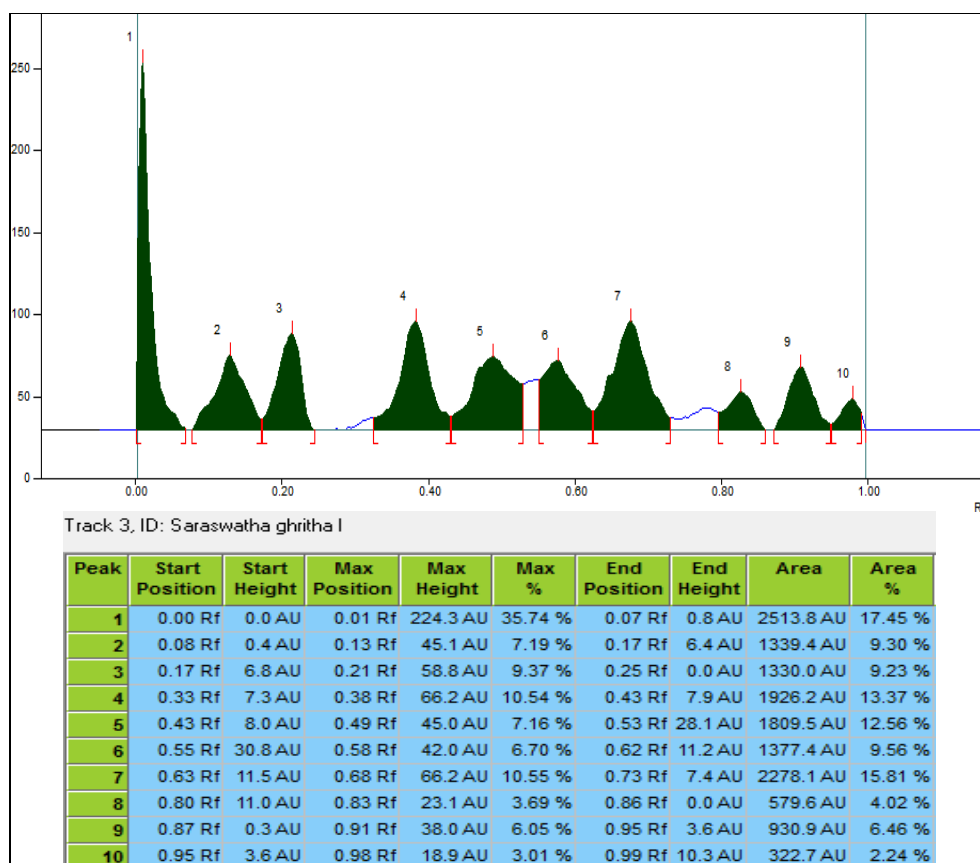 1
250
200
150
100
50
0
2
3
4
5
6
7
8
9
10
0.00 0.20 0.40 0.60 0.80 1.00 R
Track 3, ID: Saraswatha ghritha I
Peak Start Position Start Height Max Position Max Height Max % End Position End Height Area Area %
1 0.00 Rf 0.0 AU 0.01 Rf 224.3 AU 35.74 % 0.07 Rf 0.8 AU 2513.8 AU 17.45 %
2 0.08 Rf 0.4 AU 0.13 Rf 45.1 AU 7.19 % 0.17 Rf 6.4 AU 1339.4 AU 9.30 %
3 0.17 Rf 6.8 AU 0.21 Rf 58.8 AU 9.37 % 0.25 Rf 0.0 AU 1330.0 AU 9.23 %
4 0.33 Rf 7.3 AU 0.38 Rf 66.2 AU 10.54 % 0.43 Rf 7.9 AU 1926.2 AU 13.37 %
5 0.43 Rf 8.0 AU 0.49 Rf 45.0 AU 7.16 % 0.53 Rf 28.1 AU 1809.5 AU 12.56 %
6 0.55 Rf 30.8 AU 0.58 Rf 42.0 AU 6.70 % 0.62 Rf 11.2 AU 1377.4 AU 9.56 %
7 0.63 Rf 11.5 AU 0.68 Rf 66.2 AU 10.55 % 0.73 Rf 7.4 AU 2278.1 AU 15.81 %
8 0.80 Rf 11.0 AU 0.83 Rf 23.1 AU 3.69 % 0.86 Rf 0.0 AU 579.6 AU 4.02 %
9 0.87 Rf 0.3 AU 0.91 Rf 38.0 AU 6.05 % 0.95 Rf 3.6 AU 930.9 AU 6.46 %
10 0.95 Rf 3.6 AU 0.98 Rf 18.9 AU 3.01 % 0.99 Rf 10.3 AU 322.7 AU 2.24 %